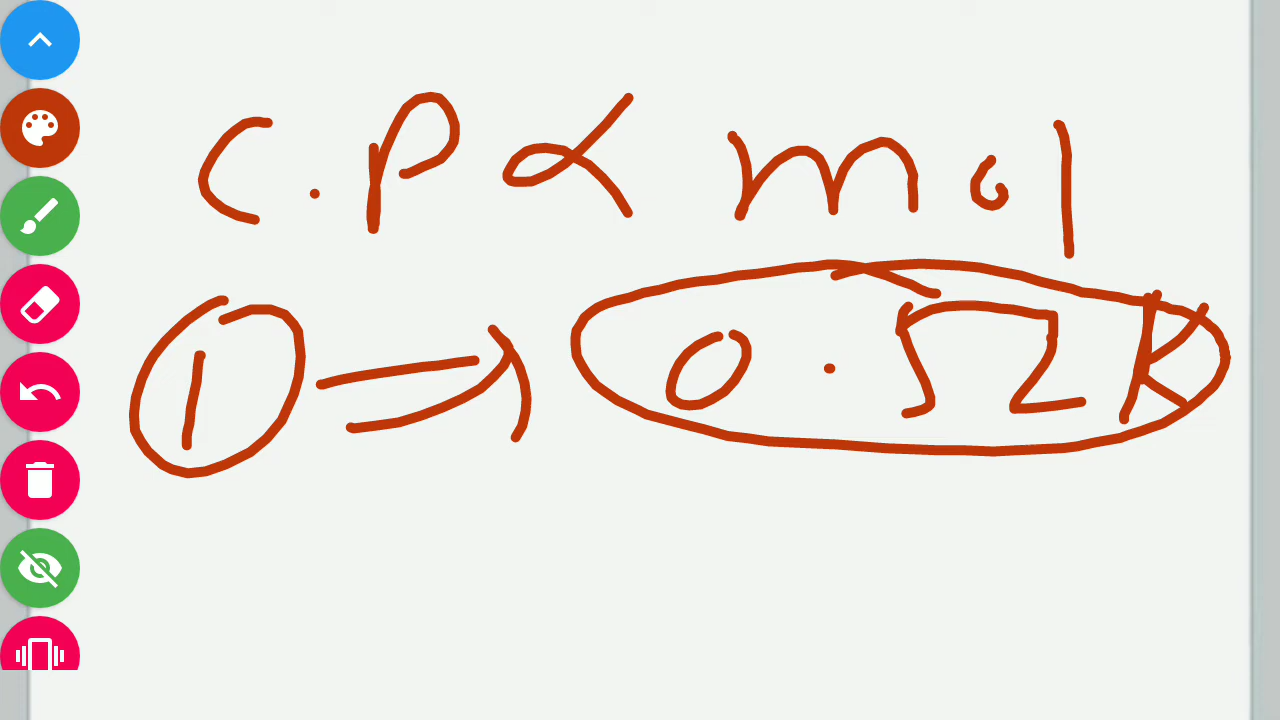 C.P ∝ mol
1 → 0.52K